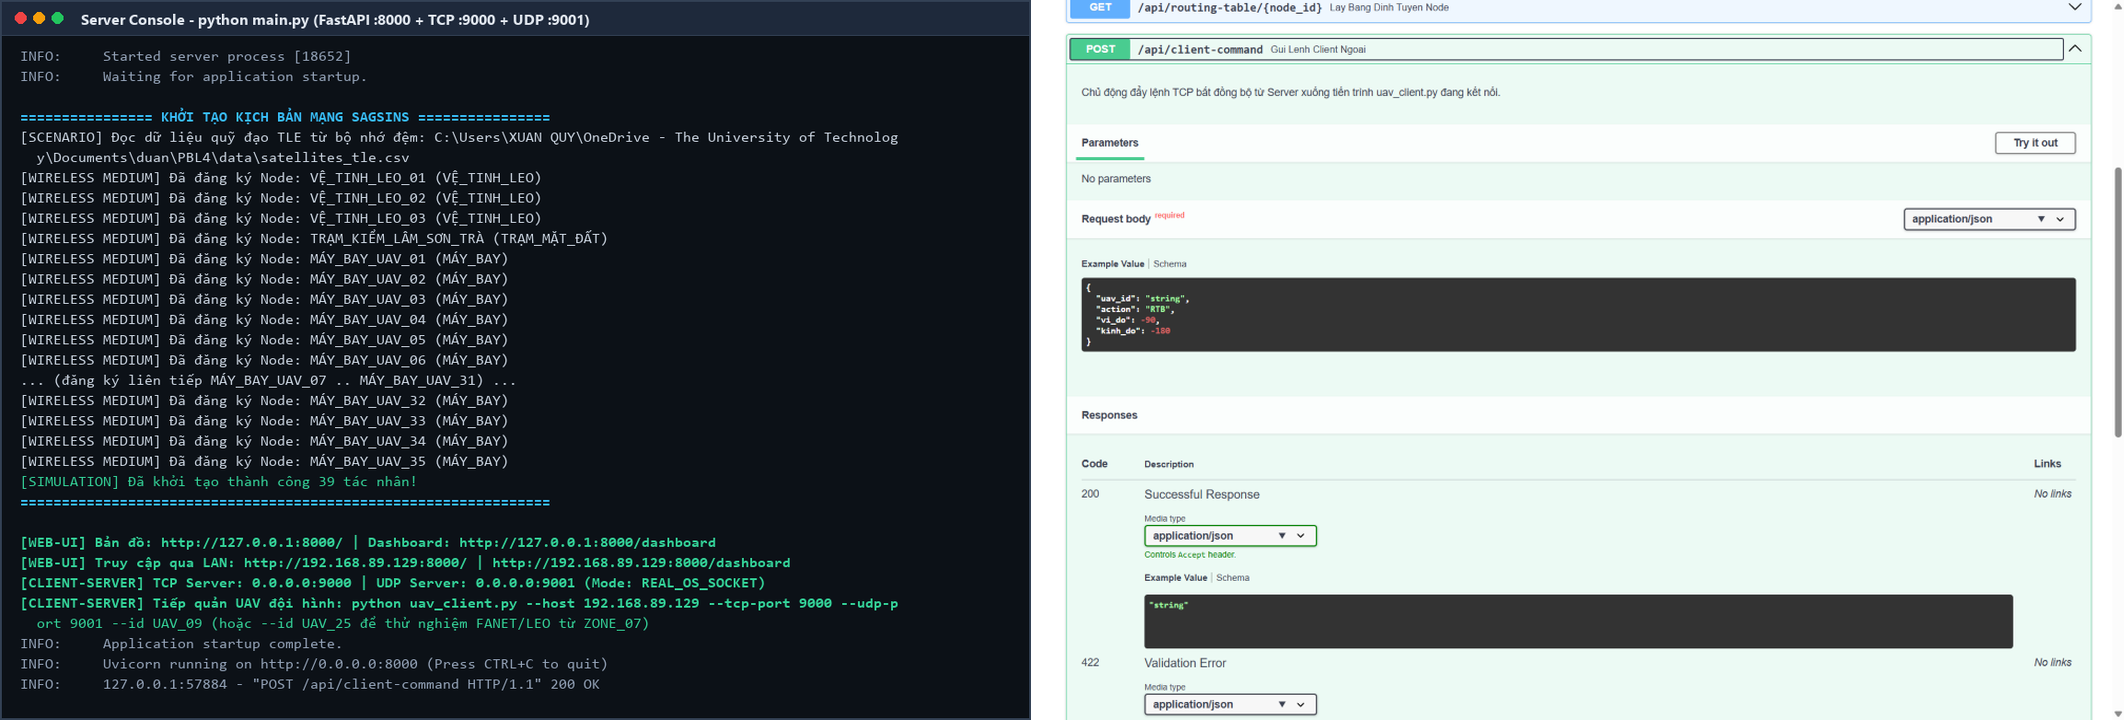 Server Console - python main.py (FastAPI :8000 + TCP :9000 + UDP :9001)
INFO:     Started server process [18652]
INFO:     Waiting for application startup.
================ KHỞI TẠO KỊCH BẢN MẠNG SAGSINS ================
[SCENARIO] Đọc dữ liệu quỹ đạo TLE từ bộ nhớ đệm: C:\Users\XUAN QUY\OneDrive - The University of Technolog
y\Documents\duan\PBL4\data\satellites_tle.csv
[WIRELESS MEDIUM] Đã đăng ký Node: VỆ_TINH_LEO_01 (VỆ_TINH_LEO)
[WIRELESS MEDIUM] Đã đăng ký Node: VỆ_TINH_LEO_02 (VỆ_TINH_LEO)
[WIRELESS MEDIUM] Đã đăng ký Node: VỆ_TINH_LEO_03 (VỆ_TINH_LEO)
[WIRELESS MEDIUM] Đã đăng ký Node: TRẠM_KIỂM_LÂM_SƠN_TRÀ (TRẠM_MẶT_ĐẤT)
[WIRELESS MEDIUM] Đã đăng ký Node: MÁY_BAY_UAV_01 (MÁY_BAY)
[WIRELESS MEDIUM] Đã đăng ký Node: MÁY_BAY_UAV_02 (MÁY_BAY)
[WIRELESS MEDIUM] Đã đăng ký Node: MÁY_BAY_UAV_03 (MÁY_BAY)
[WIRELESS MEDIUM] Đã đăng ký Node: MÁY_BAY_UAV_04 (MÁY_BAY)
[WIRELESS MEDIUM] Đã đăng ký Node: MÁY_BAY_UAV_05 (MÁY_BAY)
[WIRELESS MEDIUM] Đã đăng ký Node: MÁY_BAY_UAV_06 (MÁY_BAY)
... (đăng ký liên tiếp MÁY_BAY_UAV_07 .. MÁY_BAY_UAV_31) ...
[WIRELESS MEDIUM] Đã đăng ký Node: MÁY_BAY_UAV_32 (MÁY_BAY)
[WIRELESS MEDIUM] Đã đăng ký Node: MÁY_BAY_UAV_33 (MÁY_BAY)
[WIRELESS MEDIUM] Đã đăng ký Node: MÁY_BAY_UAV_34 (MÁY_BAY)
[WIRELESS MEDIUM] Đã đăng ký Node: MÁY_BAY_UAV_35 (MÁY_BAY)
[SIMULATION] Đã khởi tạo thành công 39 tác nhân!
================================================================
[WEB-UI] Bản đồ: http://127.0.0.1:8000/ | Dashboard: http://127.0.0.1:8000/dashboard
[WEB-UI] Truy cập qua LAN: http://192.168.89.129:8000/ | http://192.168.89.129:8000/dashboard
[CLIENT-SERVER] TCP Server: 0.0.0.0:9000 | UDP Server: 0.0.0.0:9001 (Mode: REAL_OS_SOCKET)
[CLIENT-SERVER] Tiếp quản UAV đội hình: python uav_client.py --host 192.168.89.129 --tcp-port 9000 --udp-p
ort 9001 --id UAV_09 (hoặc --id UAV_25 để thử nghiệm FANET/LEO từ ZONE_07)
INFO:     Application startup complete.
INFO:     Uvicorn running on http://0.0.0.0:8000 (Press CTRL+C to quit)
INFO:     127.0.0.1:57884 - "POST /api/client-command HTTP/1.1" 200 OK
GET /api/routing-table/{node_id} Lay Bang Dinh Tuyen Node
POST /api/client-command Gui Lenh Client Ngoai
Chủ động đẩy lệnh TCP bất đồng bộ từ Server xuống tiến trình uav_client.py đang kết nối.
Parameters Try it out
No parameters
Request body required application/json
Example Value | Schema
{
"uav_id": "string",
"action": "RTB",
"vi_do": -90,
"kinh_do": -180
}
Responses
Code Description Links
200 Successful Response No links
Media type
application/json
Controls Accept header.
Example Value | Schema
"string"
422 Validation Error No links
Media type
application/json